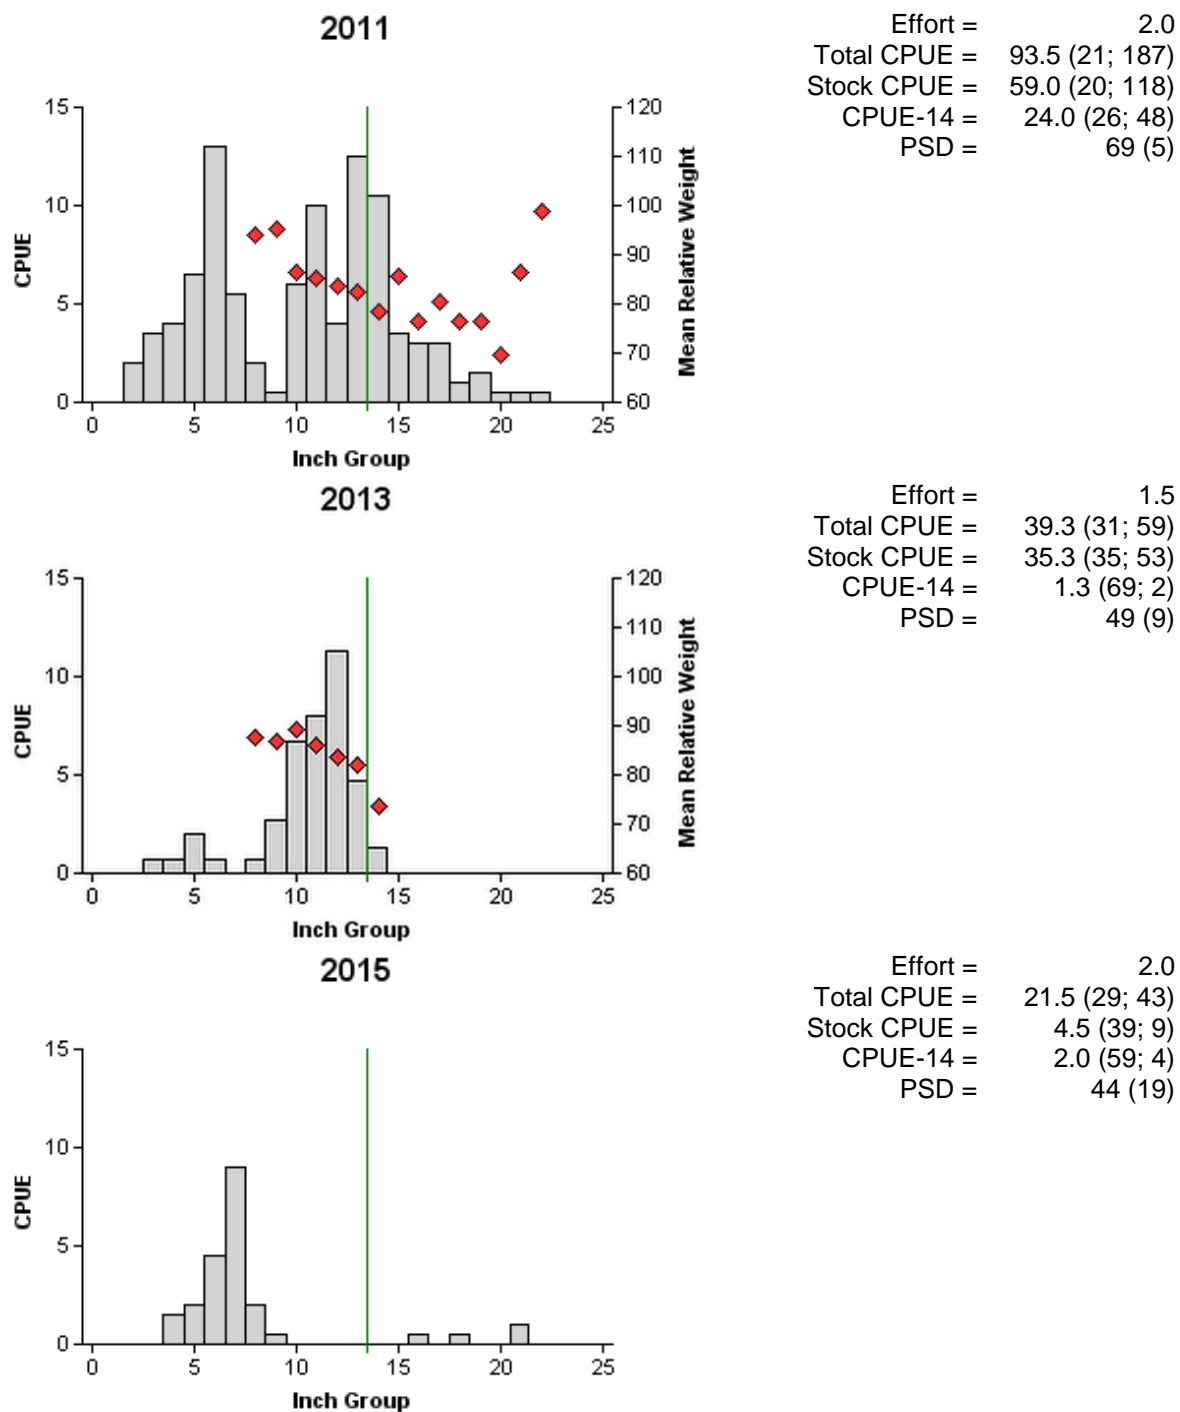 2011
Effort = 2.0
Total CPUE = 93.5 (21; 187)
Stock CPUE = 59.0 (20; 118)
CPUE-14 = 24.0 (26; 48)
PSD = 69 (5)
15
10
5
0
CPUE
120
110
100
90
80
70
60
Mean Relative Weight
0 5 10 15 20 25
Inch Group
2013
Effort = 1.5
Total CPUE = 39.3 (31; 59)
Stock CPUE = 35.3 (35; 53)
CPUE-14 = 1.3 (69; 2)
PSD = 49 (9)
15
10
5
0
CPUE
120
110
100
90
80
70
60
Mean Relative Weight
0 5 10 15 20 25
Inch Group
2015
Effort = 2.0
Total CPUE = 21.5 (29; 43)
Stock CPUE = 4.5 (39; 9)
CPUE-14 = 2.0 (59; 4)
PSD = 44 (19)
15
10
5
0
CPUE
0 5 10 15 20 25
Inch Group